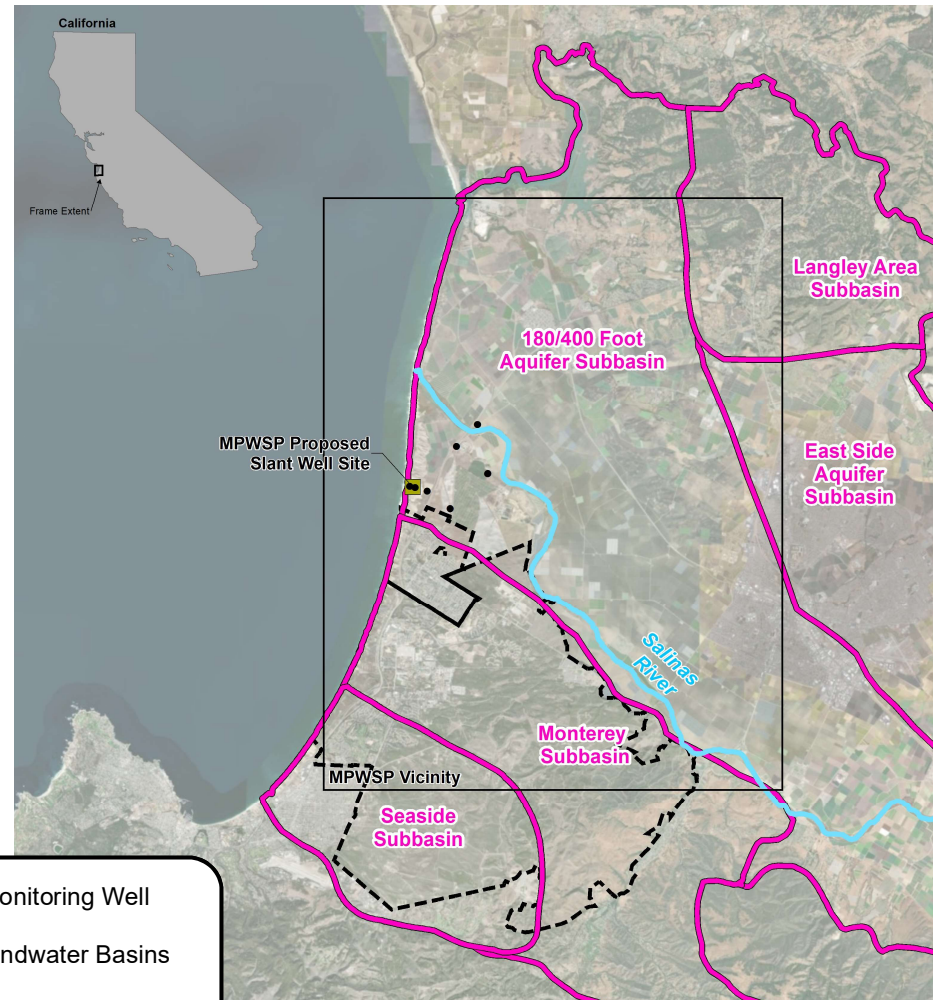 California
Frame Extent
Langley Area
Subbasin
180/400 Foot
Aquifer Subbasin
MPWSP Proposed
Slant Well Site
East Side
Aquifer
Subbasin
Salinas
River
Monterey
Subbasin
MPWSP Vicinity
Seaside
Subbasin
onitoring Well
ndwater Basins